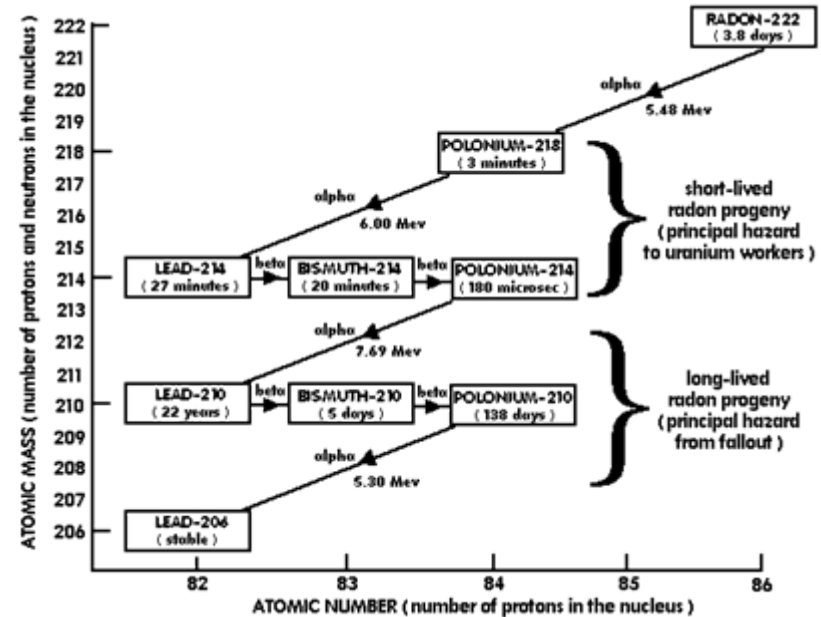 222
221
220
219
218
217
216
215
214
213
212
211
210
209
208
207
206
ATOMIC MASS ( number of protons and neutrons in the nucleus )
RADON-222
( 3.8 days )
alpha
5.48 Mev
POLONIUM-218
( 3 minutes )
alpha
6.00 Mev
short-lived
radon progeny
( principal hazard
to uranium workers )
LEAD-214
( 27 minutes )
beta
BISMUTH-214
( 20 minutes )
beta
POLONIUM-214
( 180 microsec )
alpha
7.69 Mev
LEAD-210
( 22 years )
beta
BISMUTH-210
( 5 days )
beta
POLONIUM-210
( 138 days )
long-lived
radon progeny
( principal hazard
from fallout )
alpha
5.30 Mev
LEAD-206
( stable )
82
83
84
85
86
ATOMIC NUMBER ( number of protons in the nucleus )